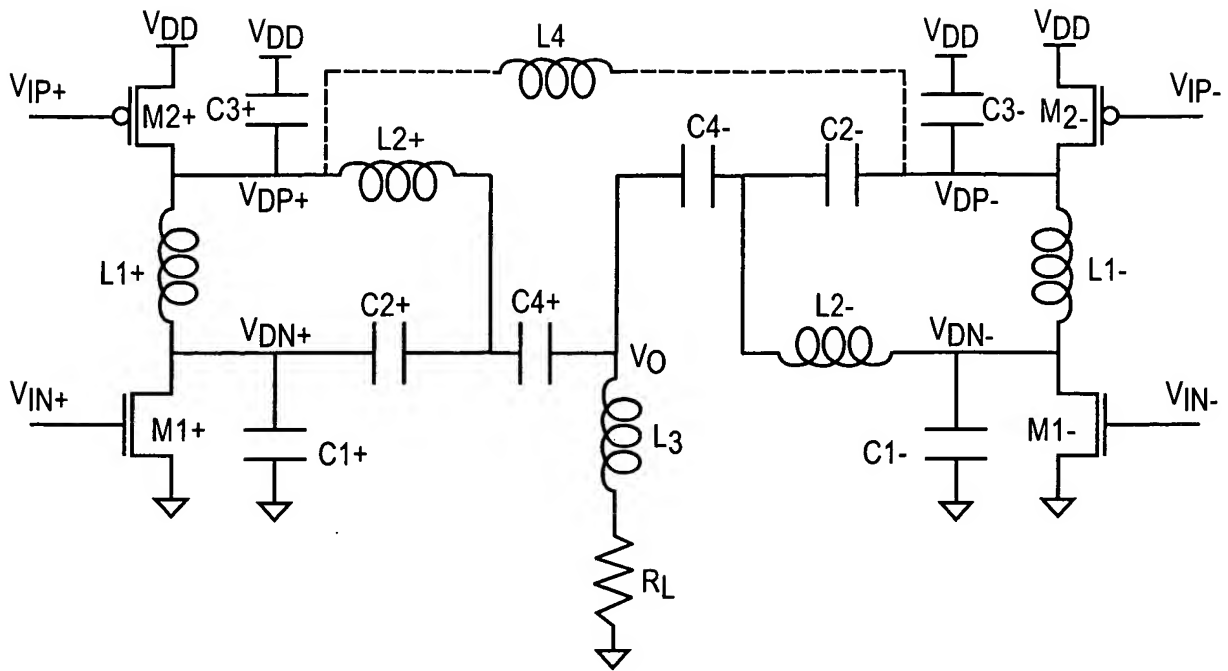 VDD
VDD
L4
VDD
VDD
VIP+
M2+
C3+
C3-
M2-
VIP-
L2+
C4-
C2-
VDP+
VDP-
L1+
L1-
C2+
C4+
L2-
VDN+
VO
VDN-
VIN+
M1+
C1+
L3
C1-
M1-
VIN-
RL